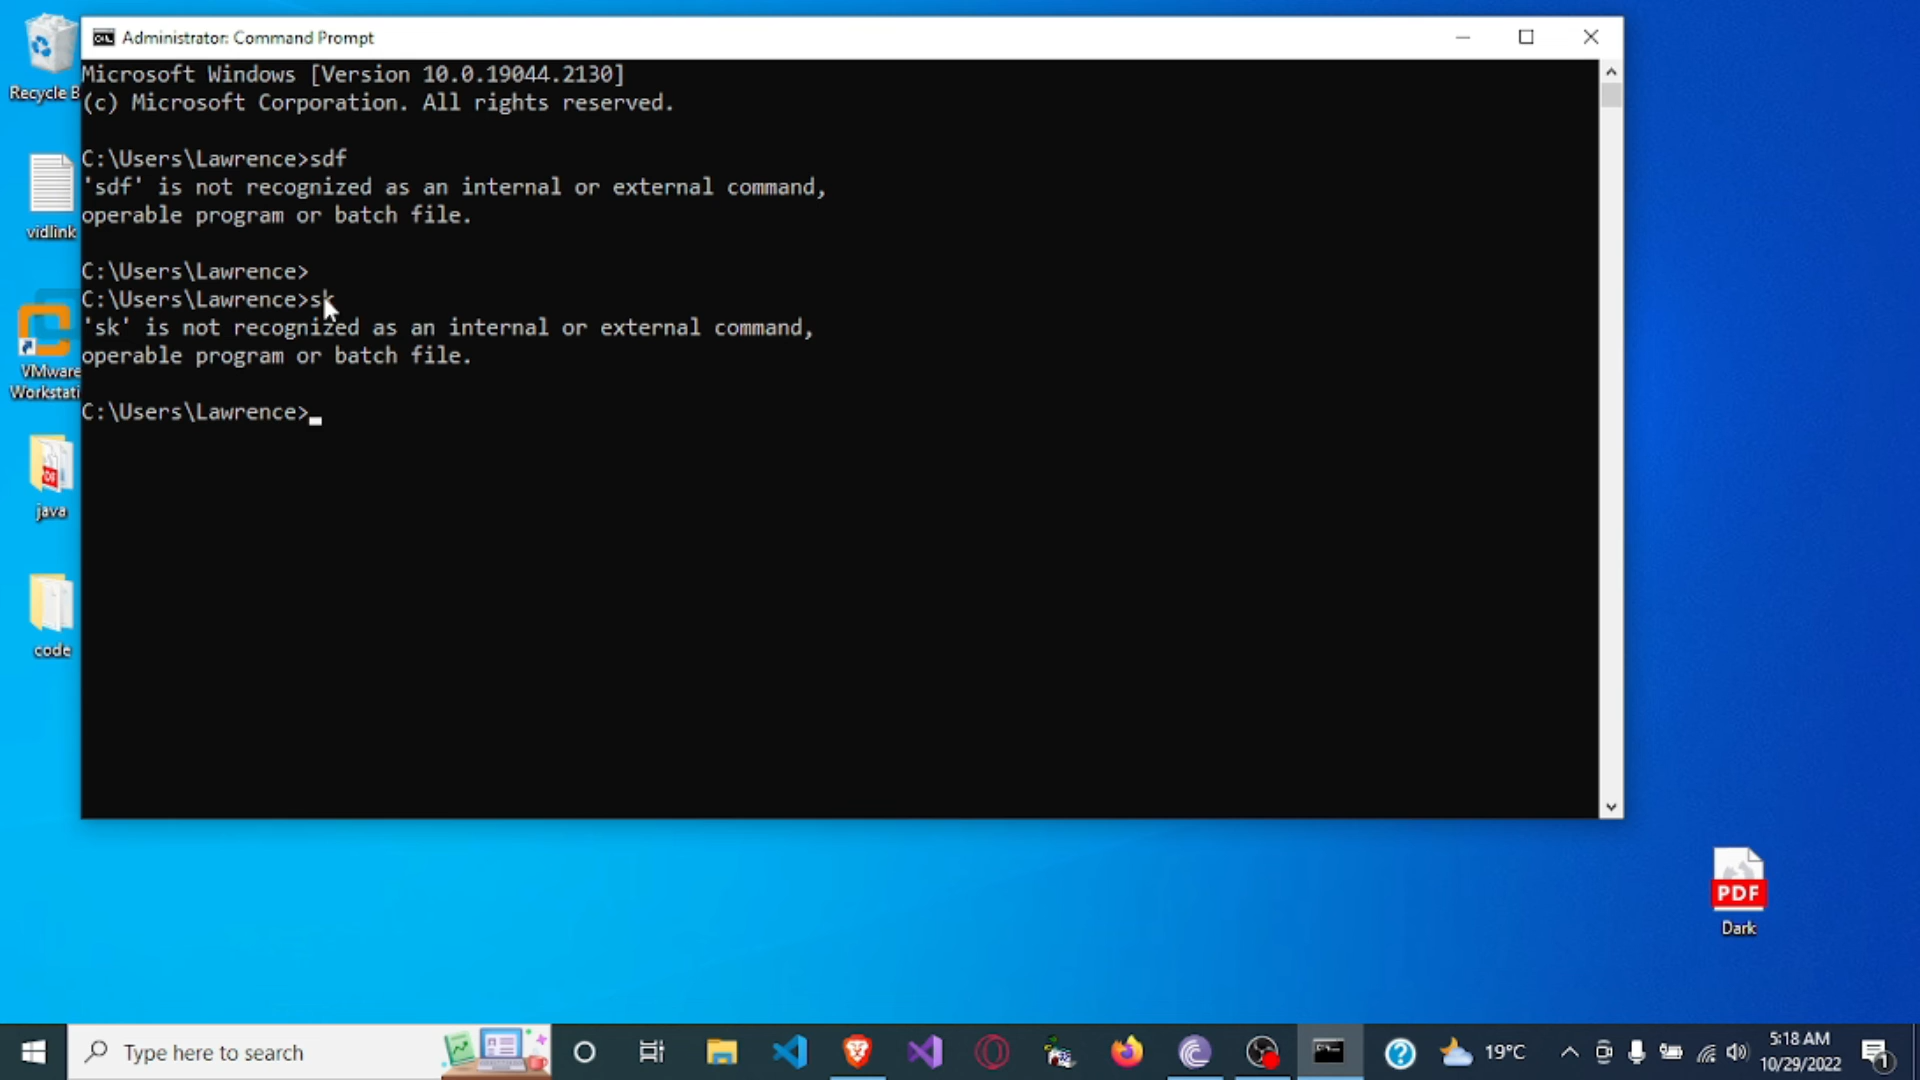 Administrator: Command Prompt
Microsoft Windows [Version 10.0.19044.2130]
(c) Microsoft Corporation. All rights reserved.
C:\Users\Lawrence>sdf
'sdf' is not recognized as an internal or external command,
operable program or batch file.
C:\Users\Lawrence>
C:\Users\Lawrence>sk
'sk' is not recognized as an internal or external command,
operable program or batch file.
C:\Users\Lawrence>
Recycle B
vidlink
VMware
Workstati
java
code
PDF
Dark
Type here to search
19°C
5:18 AM
10/29/2022
1